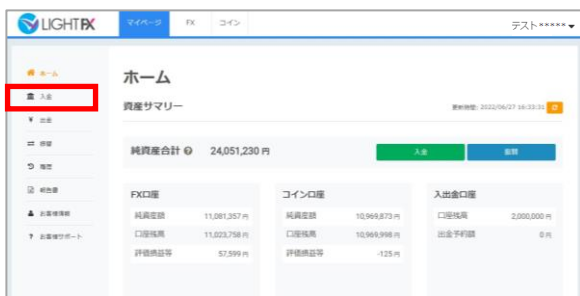 LIGHT FX
マイページ FX コイン
テスト***** ▼
ホーム
入金
出金
振替
履歴
報告書
お客様情報
お客様サポート
ホーム
資産サマリー
更新時間: 2022/06/27 16:33:31
純資産合計 24,051,230 円
入金 振替
FX口座
純資産額 11,081,357 円
口座残高 11,023,758 円
評価損益等 57,599 円
コイン口座
純資産額 10,969,873 円
口座残高 10,969,998 円
評価損益等 -125 円
入出金口座
口座残高 2,000,000 円
出金予約額 0 円